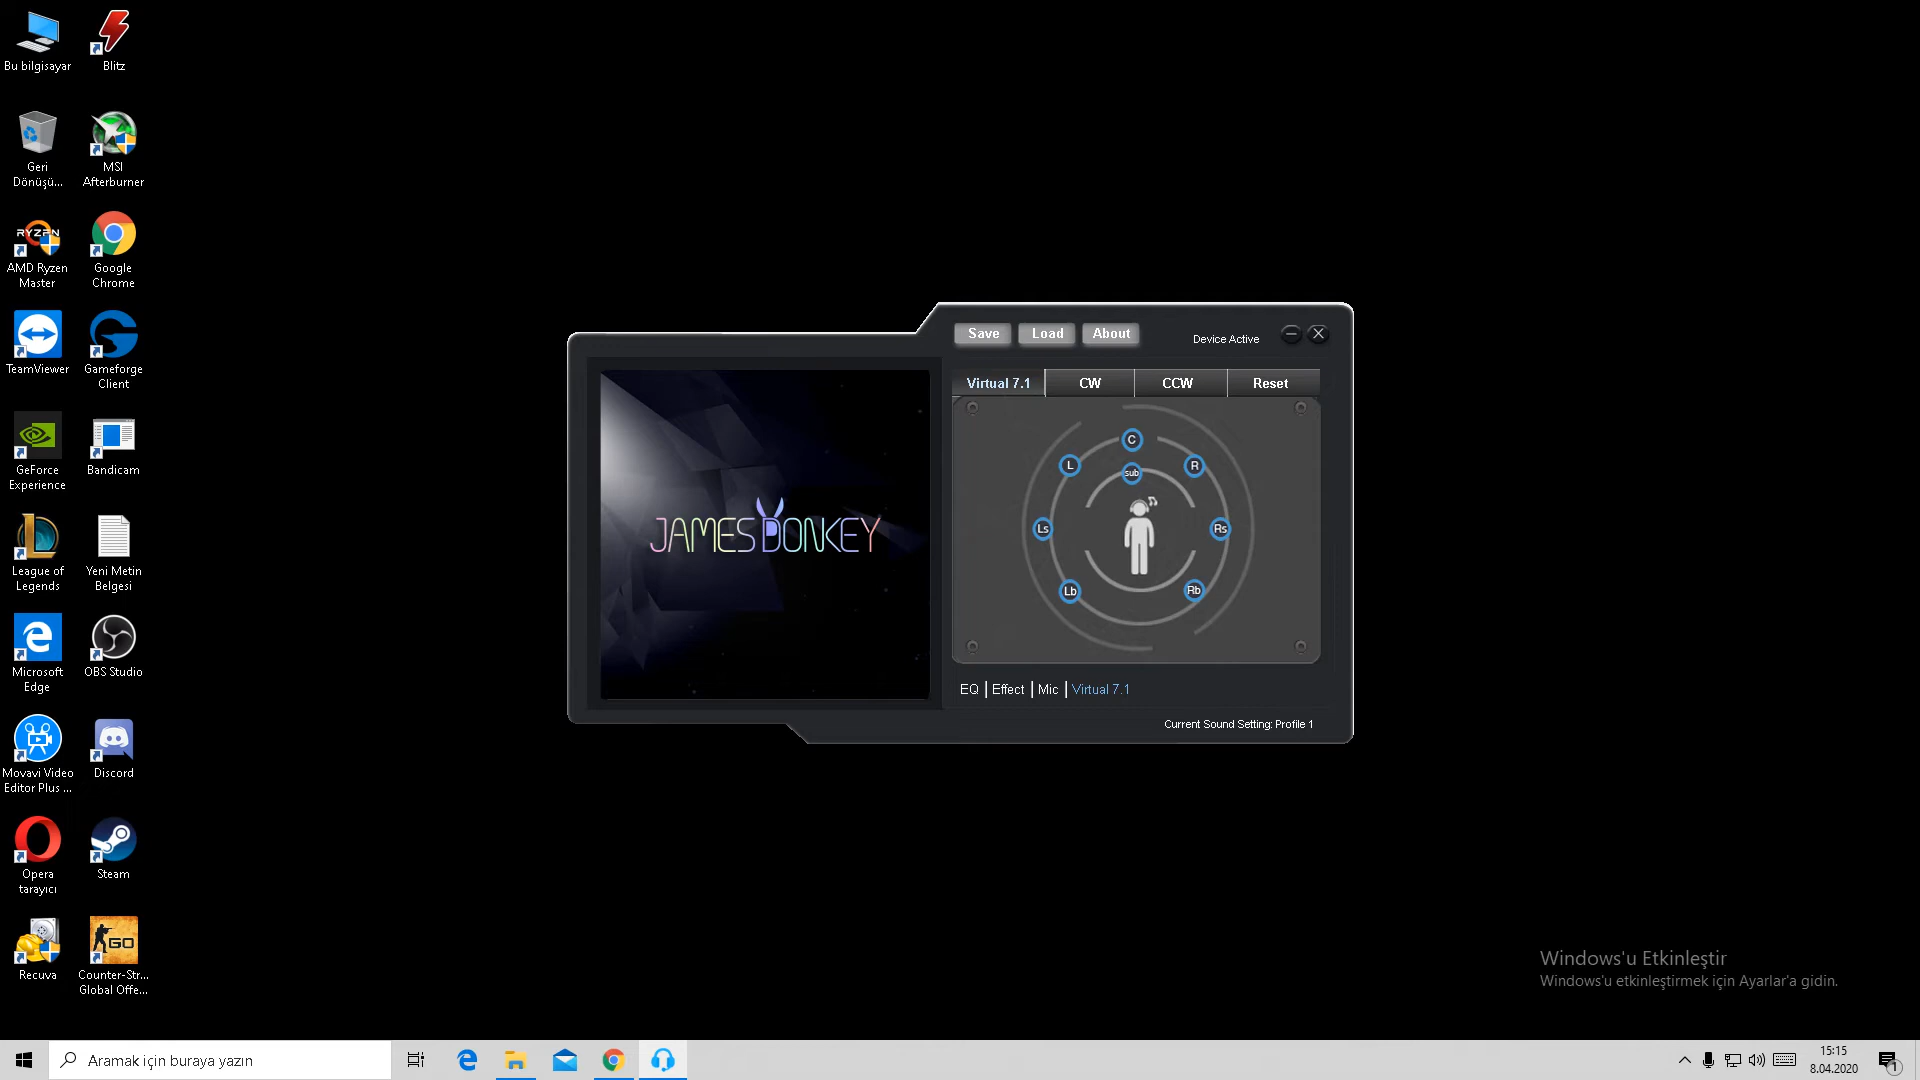 Bu bilgisayar
Blitz
Geri
Dönüşü...
MSI
Afterburner
RYZEN
AMD Ryzen
Master
Google
Chrome
TeamViewer
Gameforge
Client
GeForce
Experience
Bandicam
League of
Legends
Yeni Metin
Belgesi
Microsoft
Edge
OBS Studio
Movavi Video
Editor Plus ...
Discord
Opera
tarayıcı
Steam
Recuva
GO
Counter-Str...
Global Offe...
Save
Load
About
Device Active
JAMES DONKEY
Virtual 7.1
CW
CCW
Reset
C
L
sub
R
Ls
Rs
Lb
Rb
EQ
Effect
Mic
Virtual 7.1
Current Sound Setting: Profile 1
Windows'u Etkinleştir
Windows'u etkinleştirmek için Ayarlar'a gidin.
Aramak için buraya yazın
15:15
8.04.2020
1